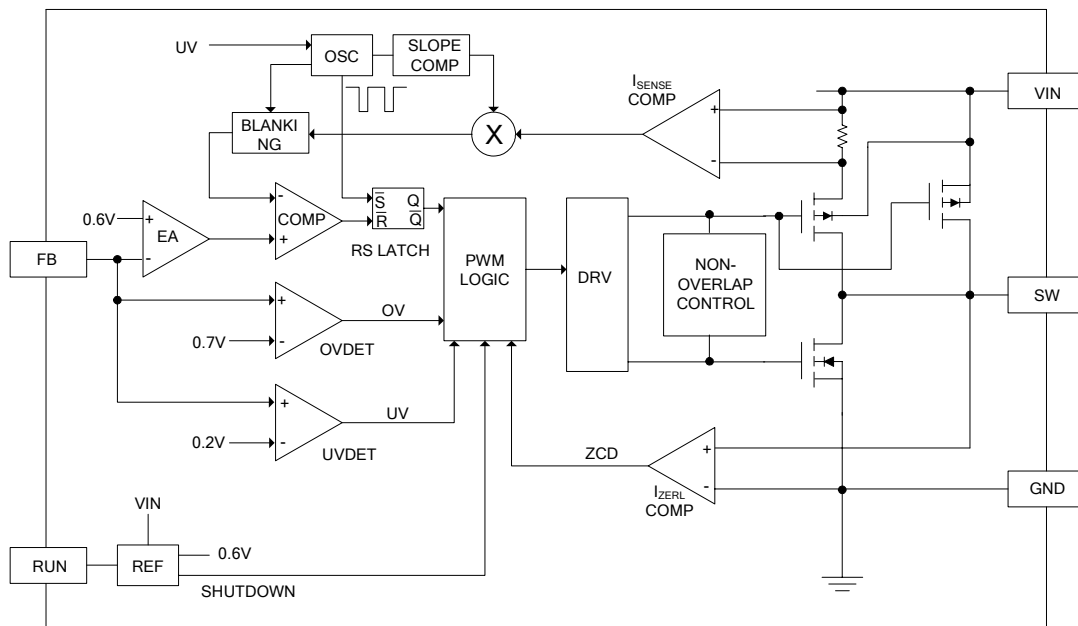 UV
OSC
SLOPE
COMP
I_SENSE
COMP
VIN
BLANKI
NG
X
+
-
0.6V
+
-
EA
FB
-
+
COMP
S̅ Q
R̅ Q̅
RS LATCH
PWM
LOGIC
DRV
NON-
OVERLAP
CONTROL
SW
+
-
0.7V
OV
OVDET
+
-
0.2V
UV
UVDET
ZCD
+
-
I_ZERL
COMP
GND
VIN
RUN
REF
0.6V
SHUTDOWN